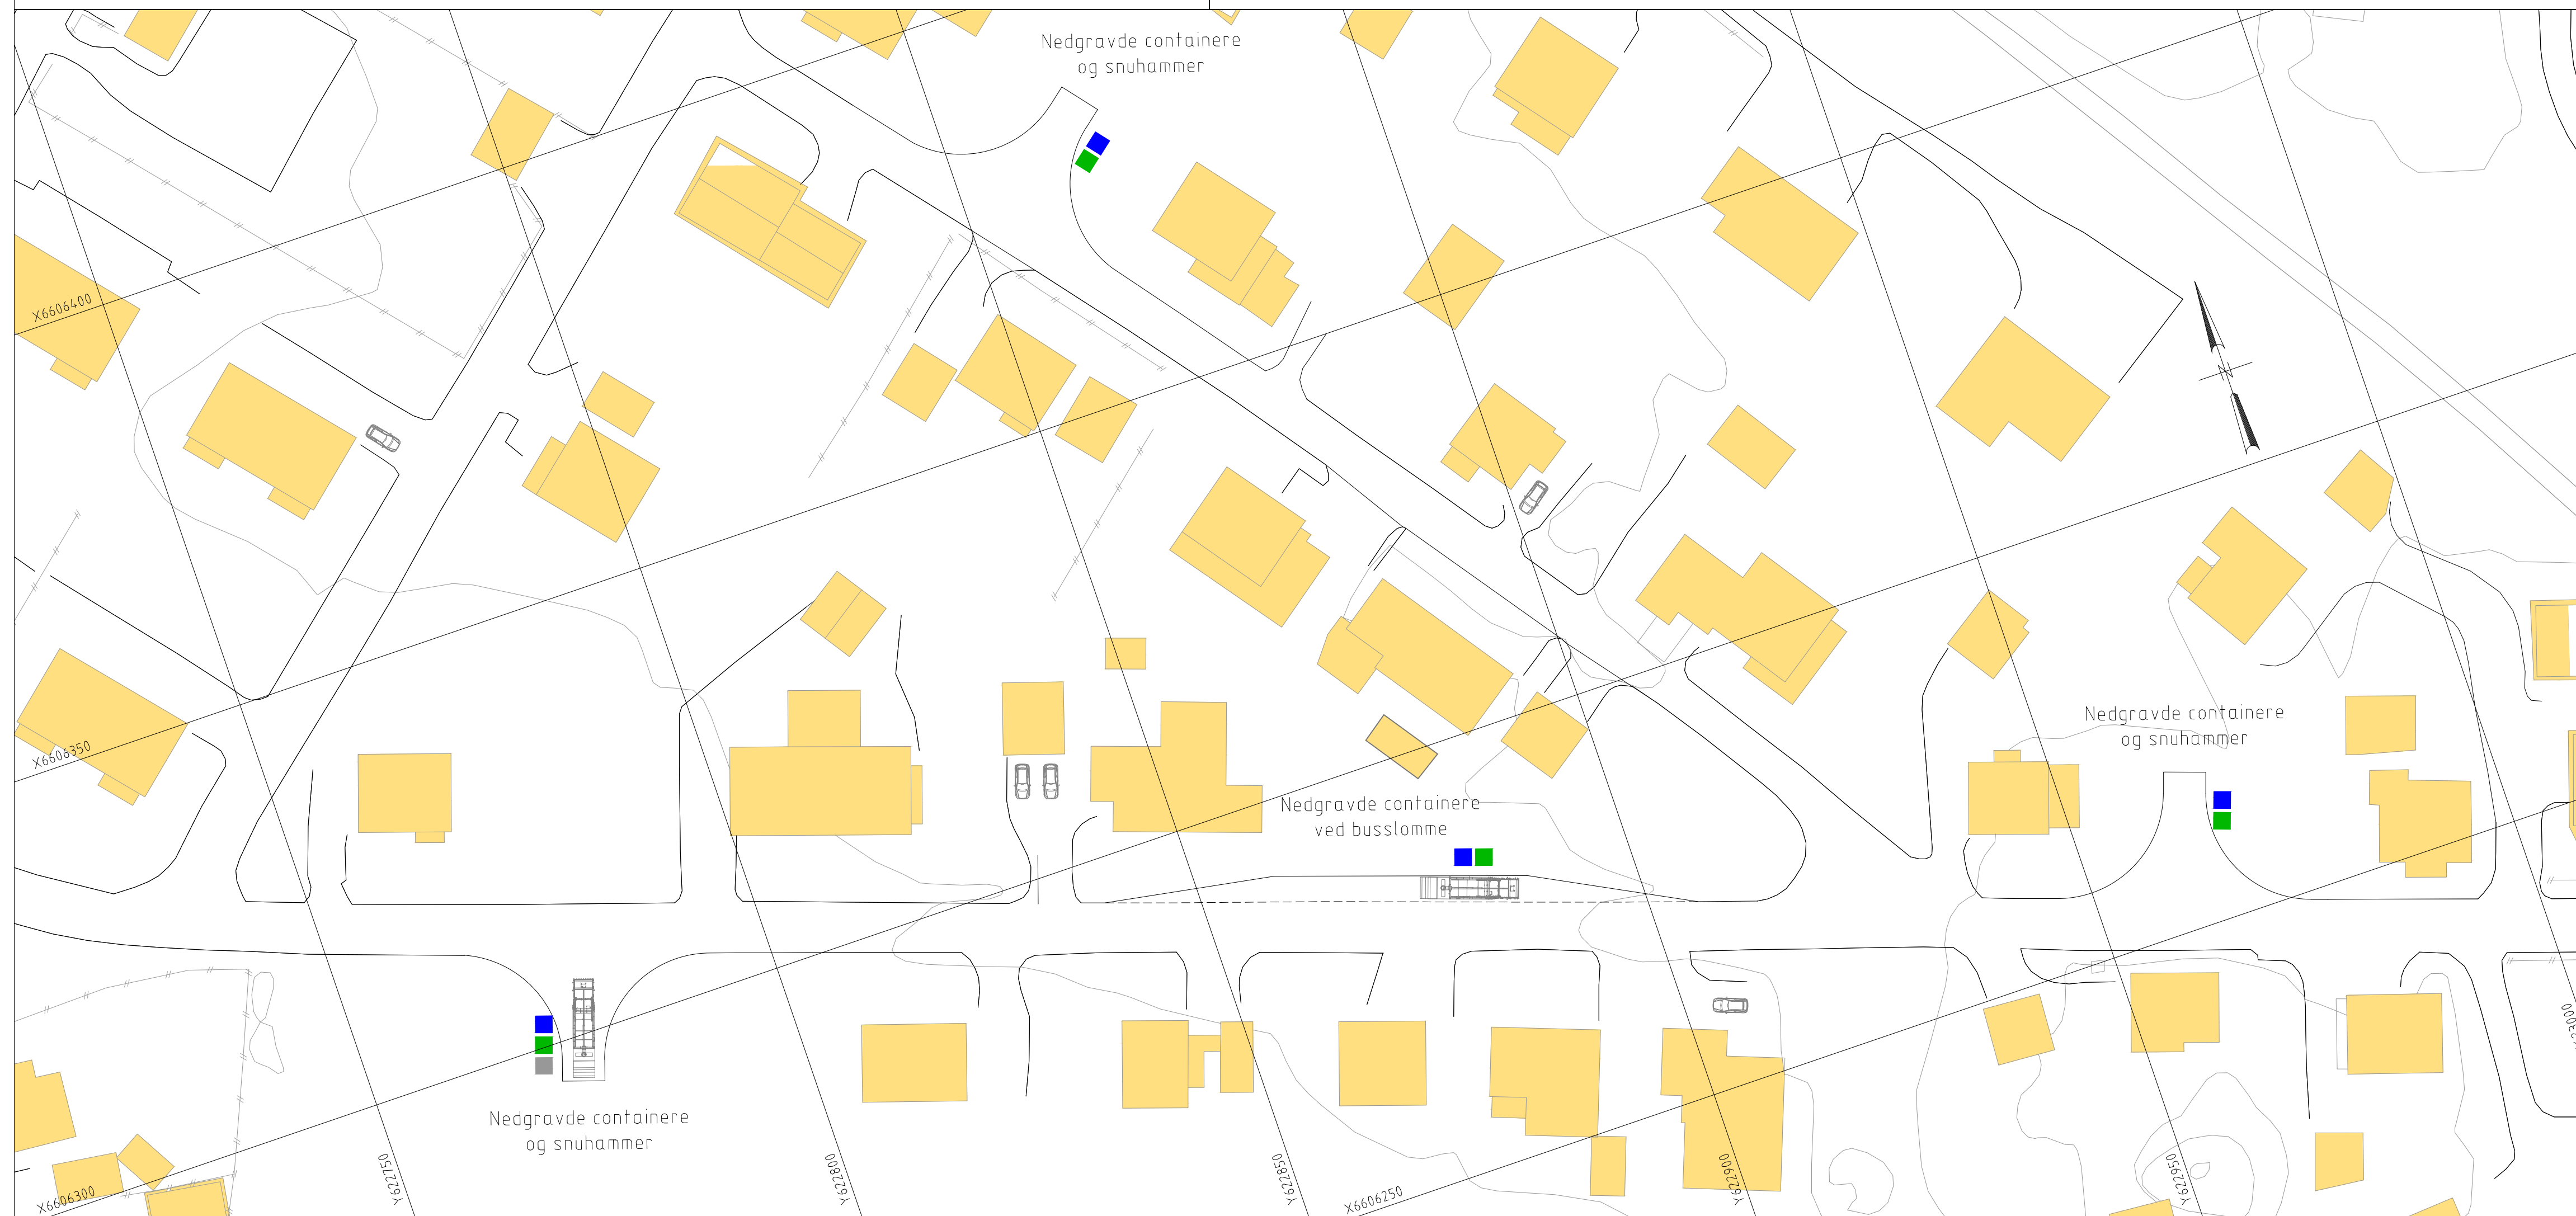 Nedgravde containere
og snuhammer
X6606400
N
Nedgravde containere
og snuhammer
X6606350
Nedgravde containere
ved busslomme
Nedgravde containere
og snuhammer
X6606300
Y622750
Y622800
Y622850
X6606250
Y622900
Y622950